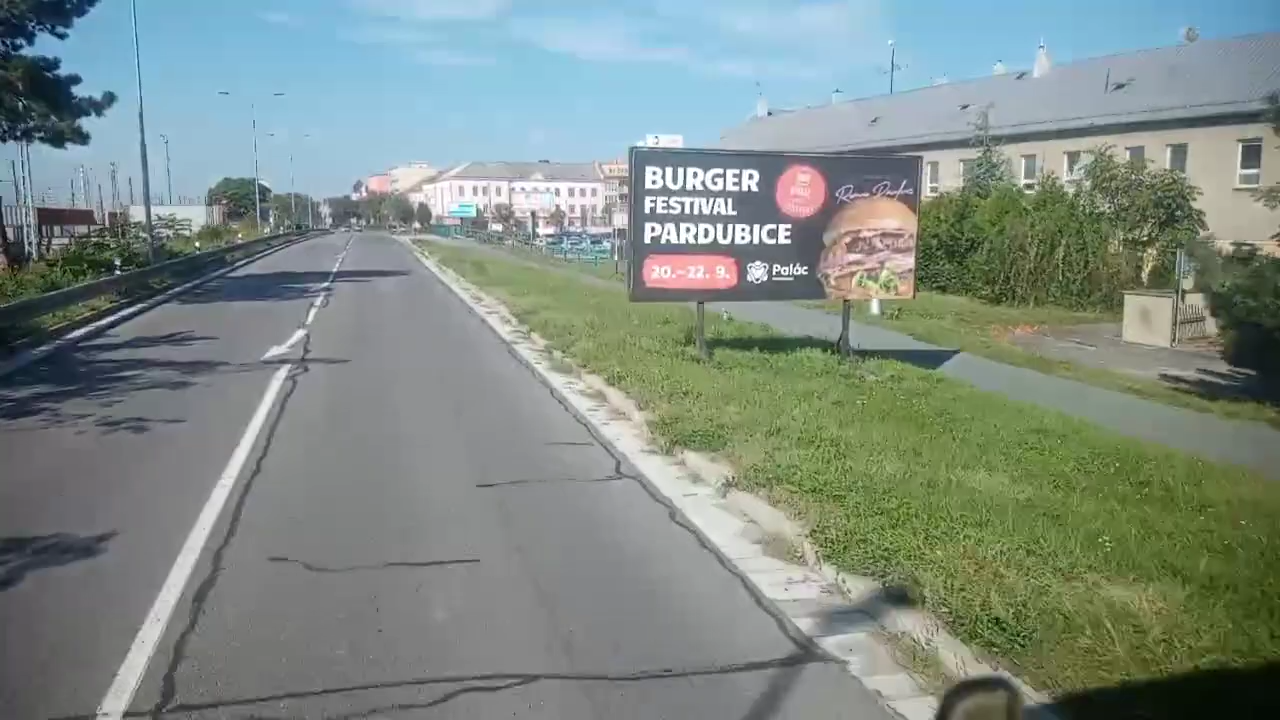 BURGER
FESTIVAL
PARDUBICE
20.–22. 9.
Palác